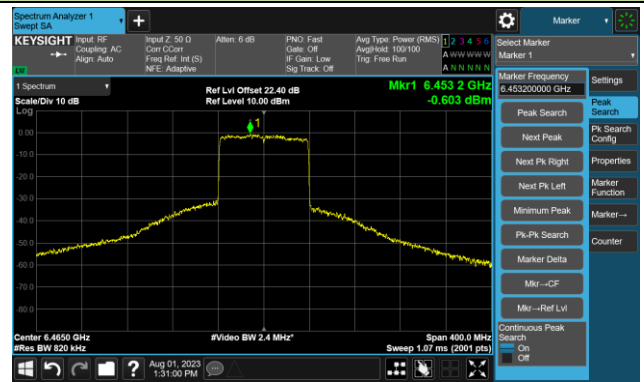 Spectrum Analyzer 1
Swept SA
Marker
KEYSIGHT
Input: RF
Coupling: AC
Align: Auto
Input Z: 50 Ω
Corr CCorr
Freq Ref: Int (S)
NFE: Adaptive
Atten: 6 dB
PNO: Fast
Gate: Off
IF Gain: Low
Sig Track: Off
Avg Type: Power (RMS)
Avg|Hold: 100/100
Trig: Free Run
1 2 3 4 5 6
A W W W W W
A N N N N N
LW
Select Marker
Marker 1
1 Spectrum
Scale/Div 10 dB
Log
Ref Lvl Offset 22.40 dB
Ref Level 10.00 dBm
Mkr1 6.453 2 GHz
-0.603 dBm
1
0.00
-10.0
-20.0
-30.0
-40.0
-50.0
-60.0
-70.0
-80.0
Center 6.4650 GHz
#Res BW 820 kHz
#Video BW 2.4 MHz*
Span 400.0 MHz
Sweep 1.07 ms (2001 pts)
Marker Frequency
6.453200000 GHz
Peak Search
Next Peak
Next Pk Right
Next Pk Left
Minimum Peak
Pk-Pk Search
Marker Delta
Mkr→CF
Mkr→Ref Lvl
Continuous Peak
Search
On
Off
Settings
Peak
Search
Pk Search
Config
Properties
Marker
Function
Marker→
Counter
?
Aug 01, 2023
1:31:00 PM